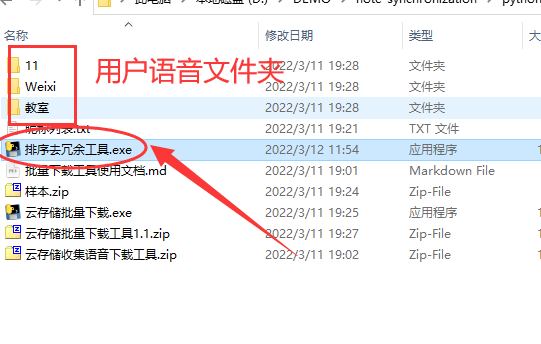 此电脑 › 本地磁盘 (D:) › DEMO › note-synchronization › python
名称 修改日期 类型 大
11 2022/3/11 19:28 文件夹
Weixi 2022/3/11 19:28 文件夹
教室 2022/3/11 19:28 文件夹
用户语音文件夹
昵称列表.txt 2022/3/11 19:21 TXT 文件
排序去冗余工具.exe 2022/3/12 11:54 应用程序 1
批量下载工具使用文档.md 2022/3/11 19:01 Markdown File
样本.zip 2022/3/11 19:24 Zip-File
云存储批量下载.exe 2022/3/11 19:25 应用程序 1
云存储批量下载工具1.1.zip 2022/3/11 19:27 Zip-File 1
云存储收集语音下载工具.zip 2022/3/11 19:02 Zip-File 1